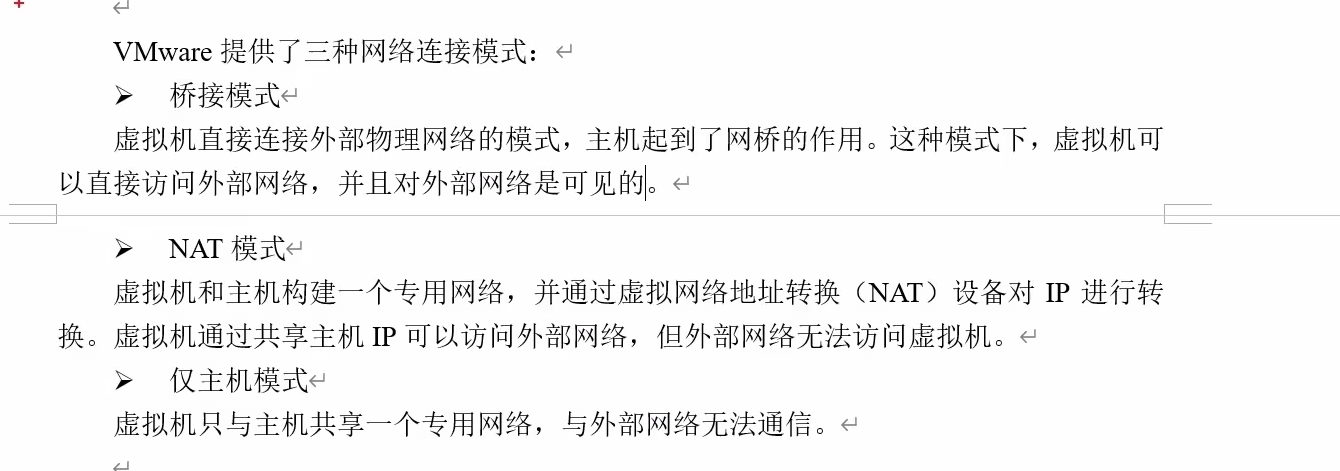 VMware 提供了三种网络连接模式：
➢ 桥接模式
虚拟机直接连接外部物理网络的模式，主机起到了网桥的作用。这种模式下，虚拟机可
以直接访问外部网络，并且对外部网络是可见的。
➢ NAT 模式
虚拟机和主机构建一个专用网络，并通过虚拟网络地址转换（NAT）设备对 IP 进行转
换。虚拟机通过共享主机 IP 可以访问外部网络，但外部网络无法访问虚拟机。
➢ 仅主机模式
虚拟机只与主机共享一个专用网络，与外部网络无法通信。